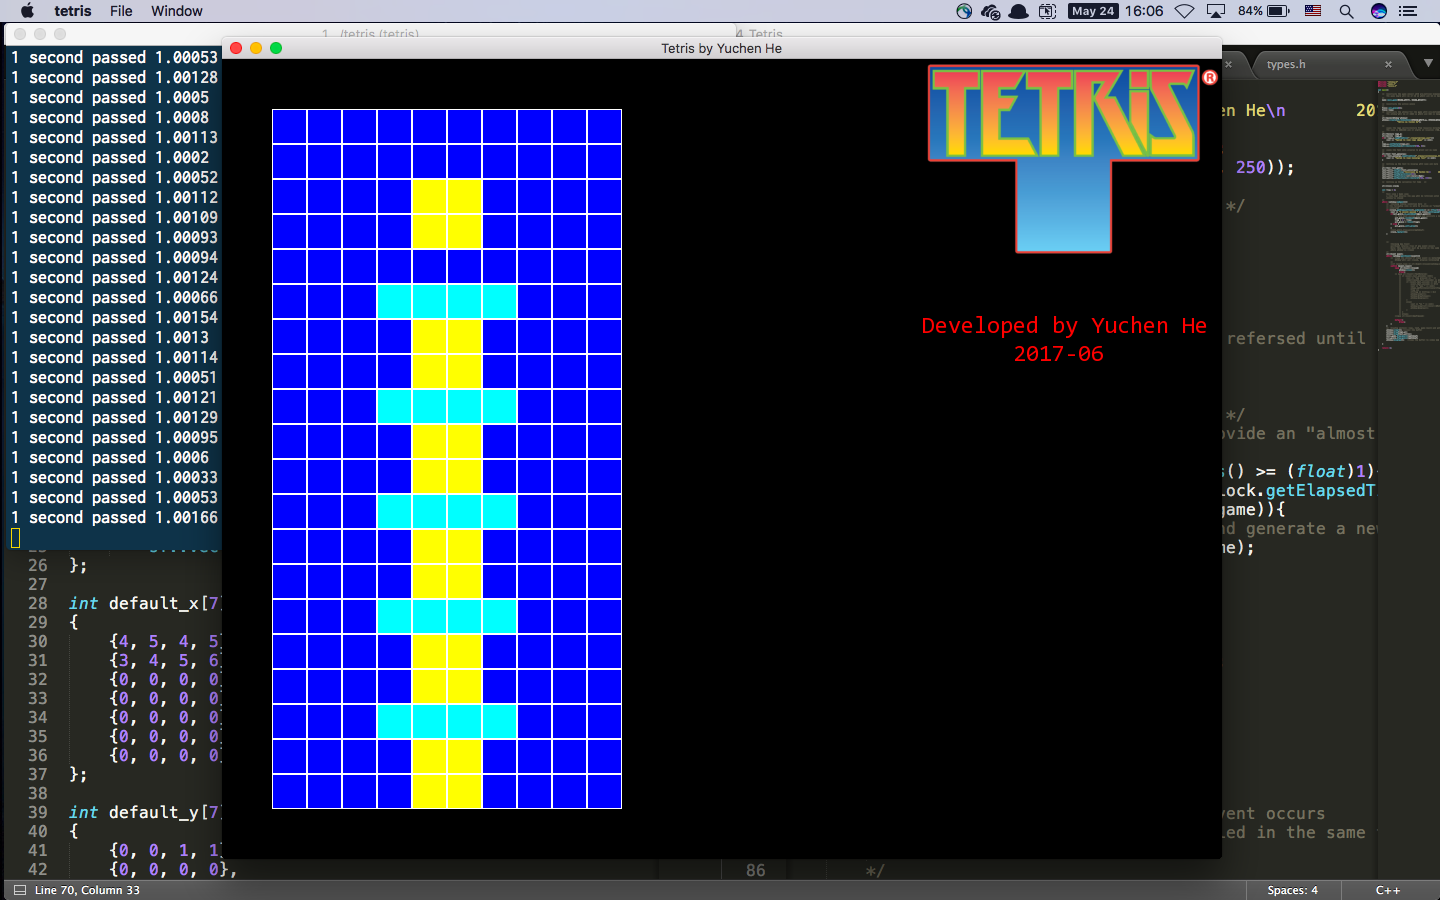 tetris File Window May 24 16:06 84%
1. ./tetris (tetris)
4. Tetris
Tetris by Yuchen He
types.h
1 second passed 1.00053
1 second passed 1.00128
1 second passed 1.0005
1 second passed 1.0008
1 second passed 1.00113
1 second passed 1.0002
1 second passed 1.00052
1 second passed 1.00112
1 second passed 1.00109
1 second passed 1.00093
1 second passed 1.00094
1 second passed 1.00124
1 second passed 1.00066
1 second passed 1.00154
1 second passed 1.0013
1 second passed 1.00114
1 second passed 1.00051
1 second passed 1.00121
1 second passed 1.00129
1 second passed 1.00095
1 second passed 1.0006
1 second passed 1.00033
1 second passed 1.00053
1 second passed 1.00166
26 };
27
28 int default_x[7]
29 {
30 {4, 5, 4, 5}
31 {3, 4, 5, 6}
32 {0, 0, 0, 0}
33 {0, 0, 0, 0}
34 {0, 0, 0, 0}
35 {0, 0, 0, 0}
36 {0, 0, 0, 0}
37 };
38
39 int default_y[7]
40 {
41 {0, 0, 1, 1}
42 {0, 0, 0, 0},
TETRIS ®
Developed by Yuchen He
2017-06
en He\n 20
250));
*/
refersed until
*/
ovide an "almost
s() >= (float)1)
lock.getElapsedT
game)){
nd generate a ne
me);
vent occurs
led in the same
86 */
Line 70, Column 33
Spaces: 4 C++